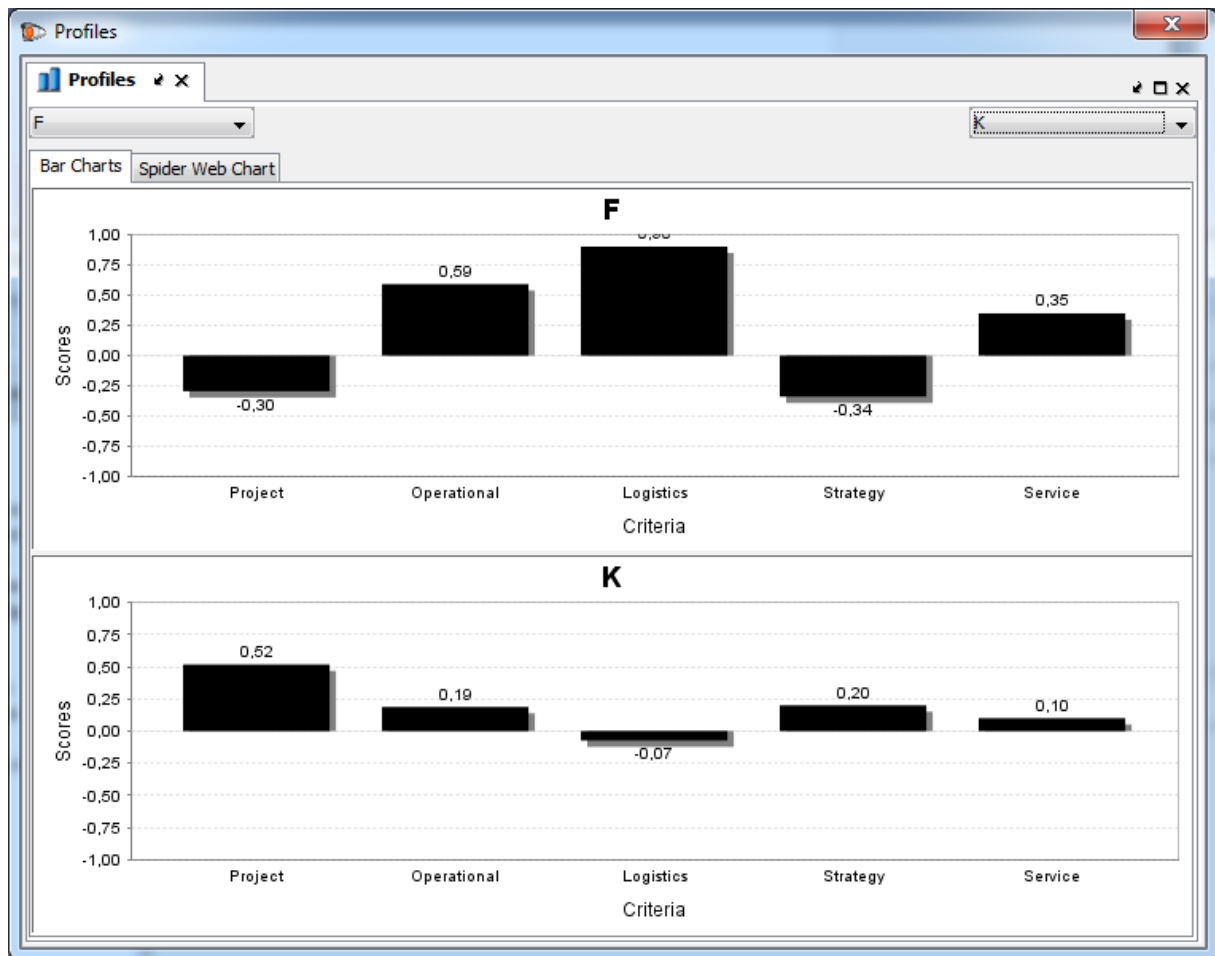 Profiles
Profiles
F K
Bar Charts Spider Web Chart
F
1,00
0,75
0,50
0,25
0,00
-0,25
-0,50
-0,75
-1,00
Scores
-0,30
0,59
-0,34
0,35
Project Operational Logistics Strategy Service
Criteria
K
1,00
0,75
0,50
0,25
0,00
-0,25
-0,50
-0,75
-1,00
Scores
0,52
0,19
-0,07
0,20
0,10
Project Operational Logistics Strategy Service
Criteria